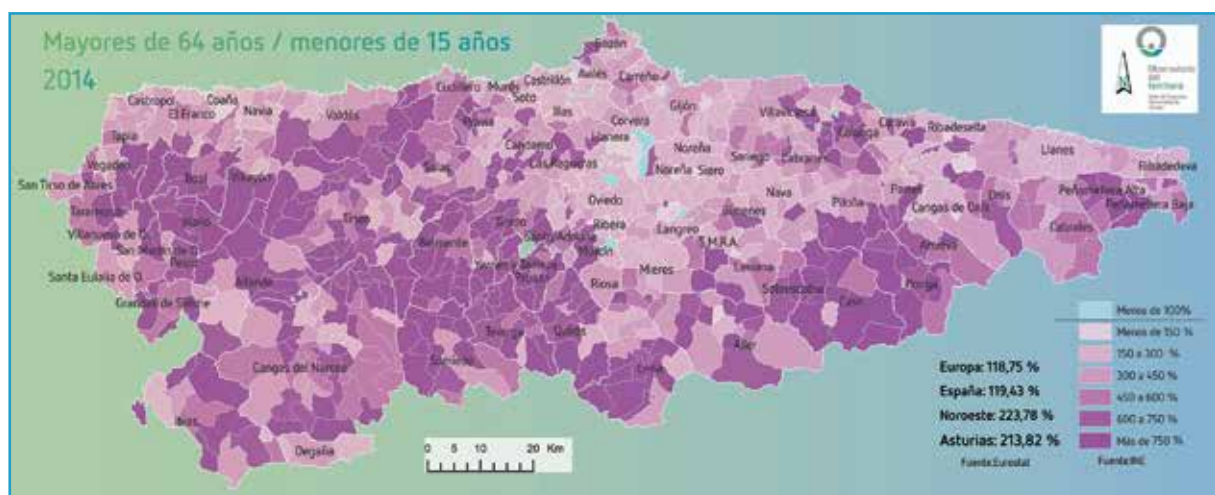 Mayores de 64 años / menores de 15 años
2014
Gozón
Castrillón
Avilés
Carreño
Cudillero
Muros
Soto
Castropol
Coaña
El Franco
Navia
Valdés
Illas
Gijón
Villaviciosa
Corvera
Pravia
Colunga
Caravia
Ribadesella
Tapia
Llanera
Candamo
Noreña
Llanes
Vegadeo
Las Regueras
Sariego
Cabranes
Ribadedeva
Boal
Villayón
Salas
Noreña
Siero
Parres
San Tirso de Abres
Nava
Onís
Peñamellera Alta
Taramundi
Oviedo
Piloña
Cangas de Onís
Peñamellera Baja
Illano
Tineo
Grado
Ribera
Bimenes
Villanueva de O.
Langreo
Cabrales
Belmonte
Morcín
S.M.R.A.
Amieva
San Martín de O.
Pesoz
Laviana
Santa Eulalia de O.
Allande
Riosa
Mieres
Sobrescobio
Caso
Ponga
Grandas de Salime
Teverga
Quirós
Aller
Cangas del Narcea
Somiedo
Lena
Ibias
Degaña
0 5 10 20 Km
Europa: 118,75 %
España: 119,43 %
Noroeste: 223,78 %
Asturias: 213,82 %
Fuente:Eurostat
Menos de 100%
Menos de 150 %
150 a 300 %
300 a 450 %
450 a 600 %
600 a 750 %
Más de 750 %
Fuente:INE
Observatorio
del
territorio